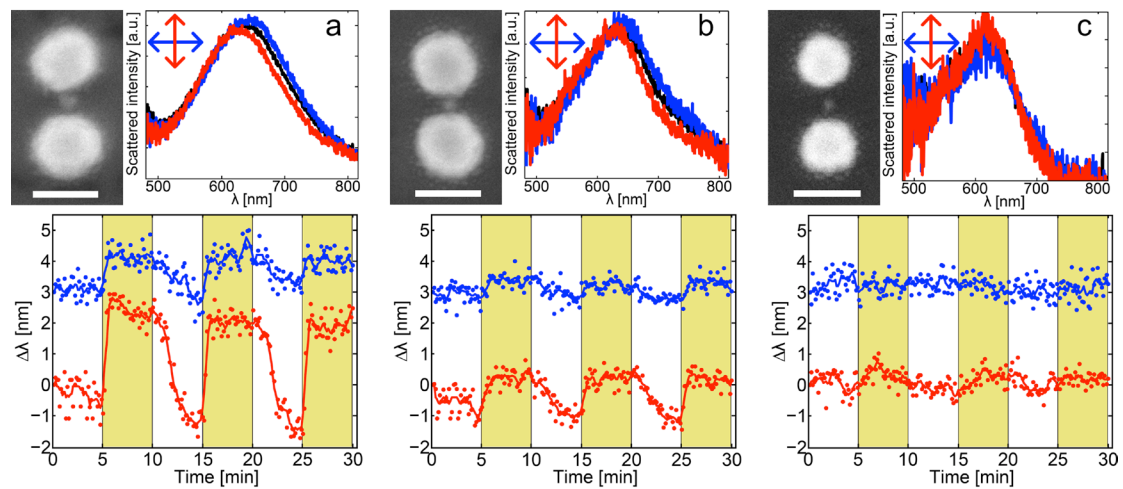 a
Scattered intensity [a.u.]
500 600 700 800
λ [nm]
b
Scattered intensity [a.u.]
500 600 700 800
λ [nm]
c
Scattered intensity [a.u.]
500 600 700 800
λ [nm]
5
4
3
2
1
0
−1
−2
Δλ [nm]
0 5 10 15 20 25 30
Time [min]
5
4
3
2
1
0
−1
−2
Δλ [nm]
0 5 10 15 20 25 30
Time [min]
5
4
3
2
1
0
−1
−2
Δλ [nm]
0 5 10 15 20 25 30
Time [min]